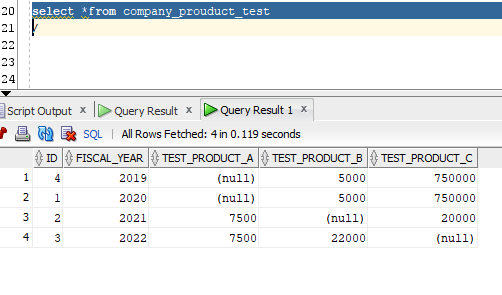 20 select *from company_prouduct_test
21 /
22
23
24
Script Output × Query Result × Query Result 1 ×
SQL | All Rows Fetched: 4 in 0.119 seconds
ID FISCAL_YEAR TEST_PRODUCT_A TEST_PRODUCT_B TEST_PRODUCT_C
1 4 2019 (null) 5000 750000
2 1 2020 (null) 5000 750000
3 2 2021 7500 (null) 20000
4 3 2022 7500 22000 (null)